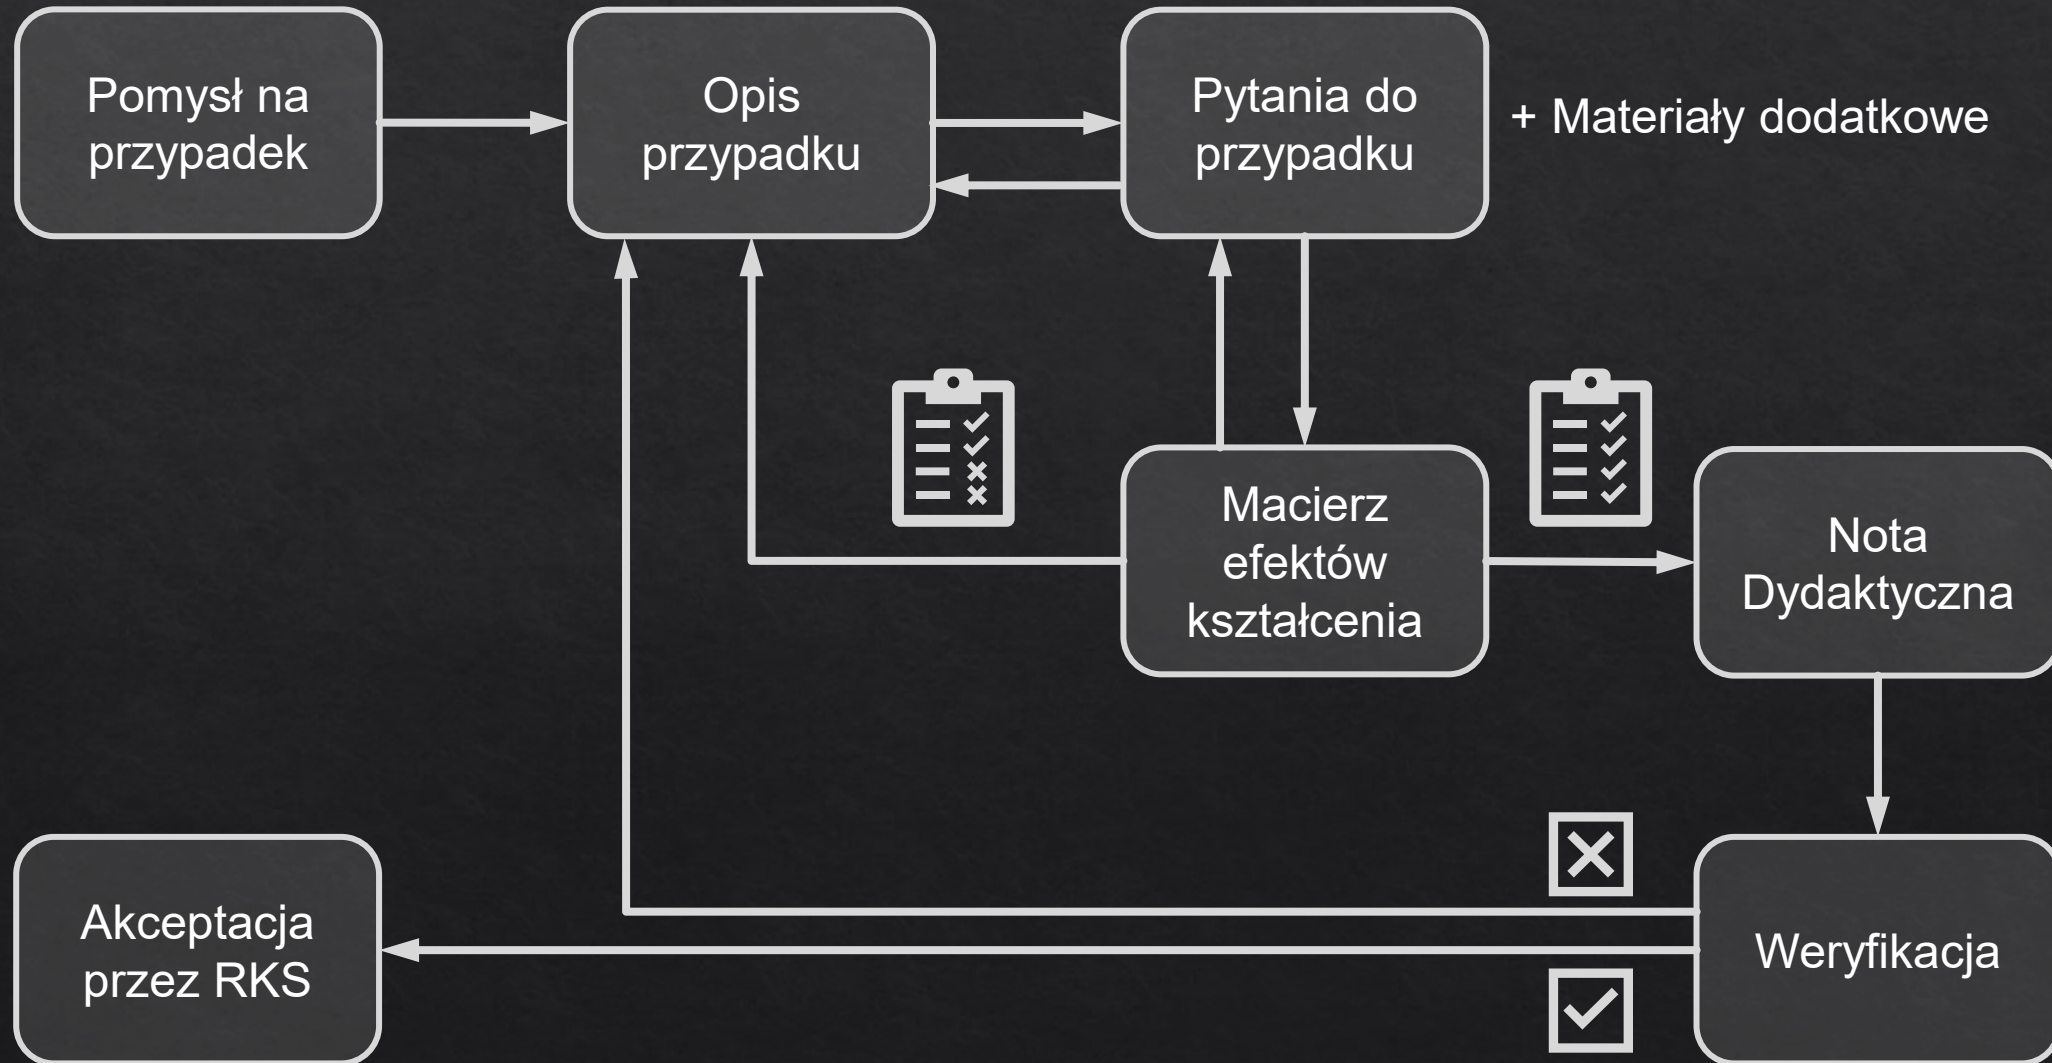 Pomysł na
przypadek
Opis
przypadku
Pytania do
przypadku
+ Materiały dodatkowe
Macierz
efektów
kształcenia
Nota
Dydaktyczna
Akceptacja
przez RKS
Weryfikacja